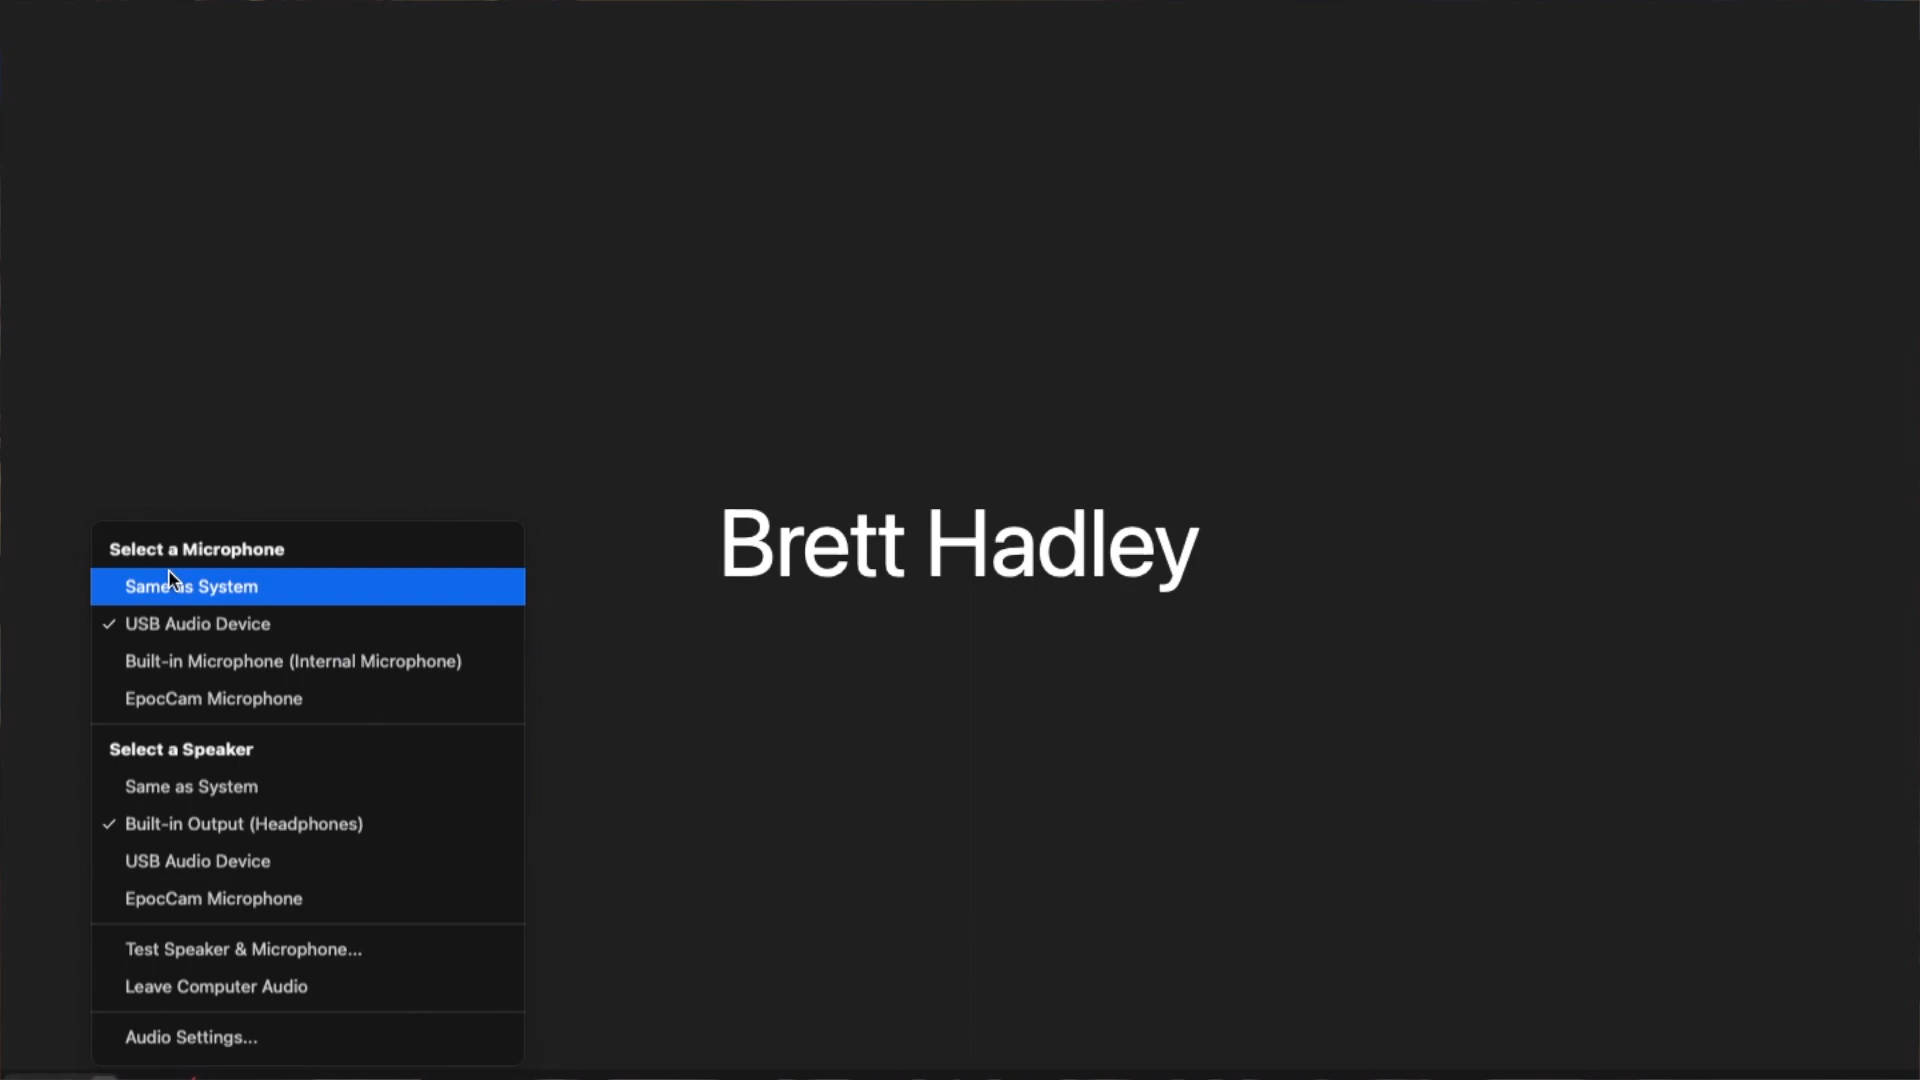 Brett Hadley
Select a Microphone
Same as System
✓ USB Audio Device
Built-in Microphone (Internal Microphone)
EpocCam Microphone
Select a Speaker
Same as System
✓ Built-in Output (Headphones)
USB Audio Device
EpocCam Microphone
Test Speaker & Microphone...
Leave Computer Audio
Audio Settings...